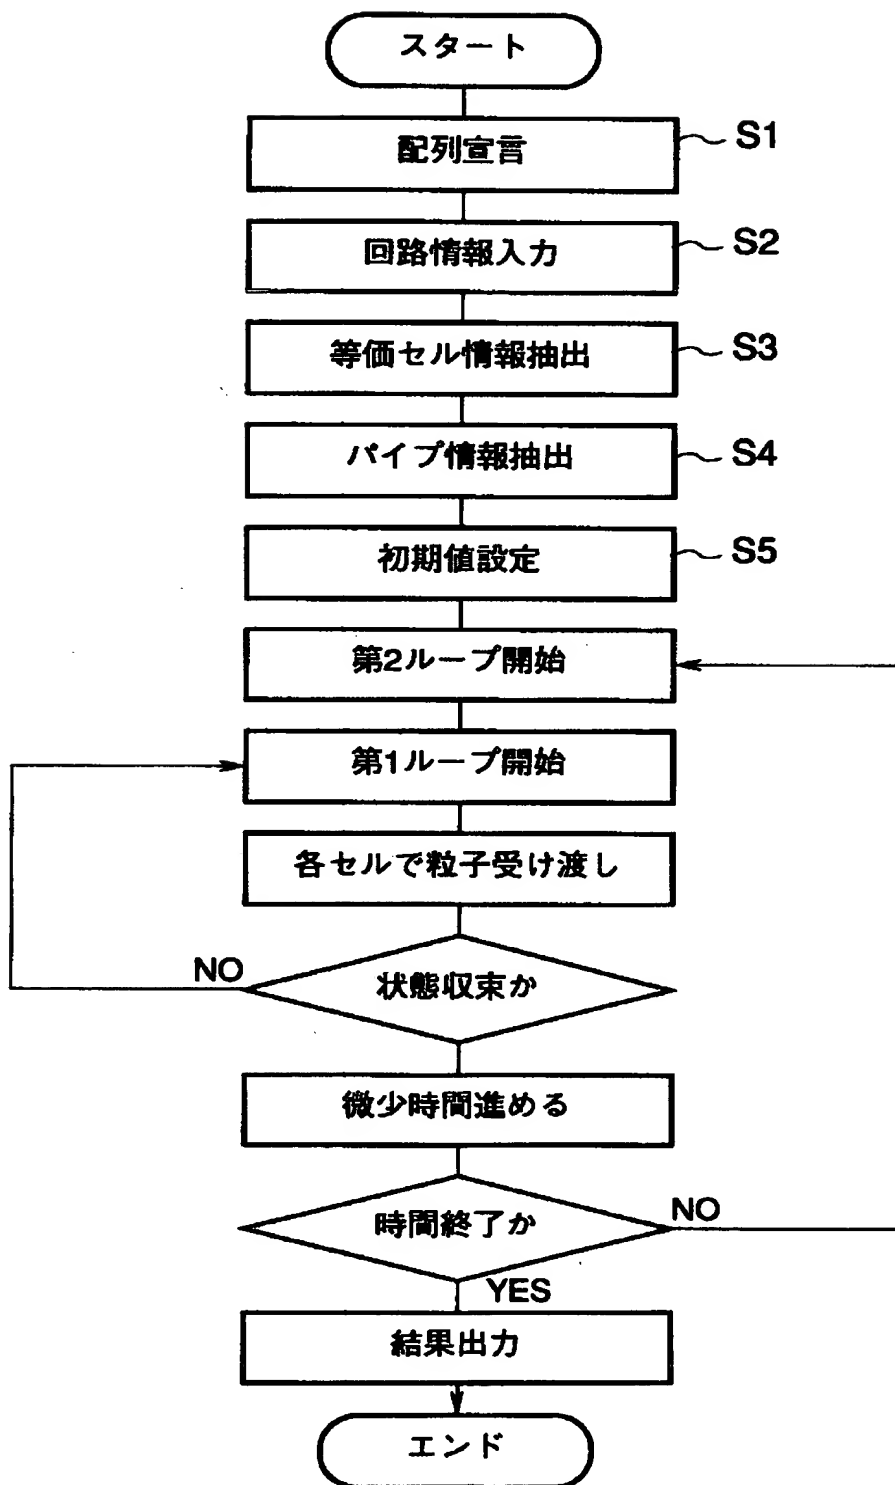 スタート
配列宣言
S1
回路情報入力
S2
等価セル情報抽出
S3
パイプ情報抽出
S4
初期値設定
S5
第2ループ開始
第1ループ開始
各セルで粒子受け渡し
NO
状態収束か
微少時間進める
時間終了か
NO
YES
結果出力
エンド